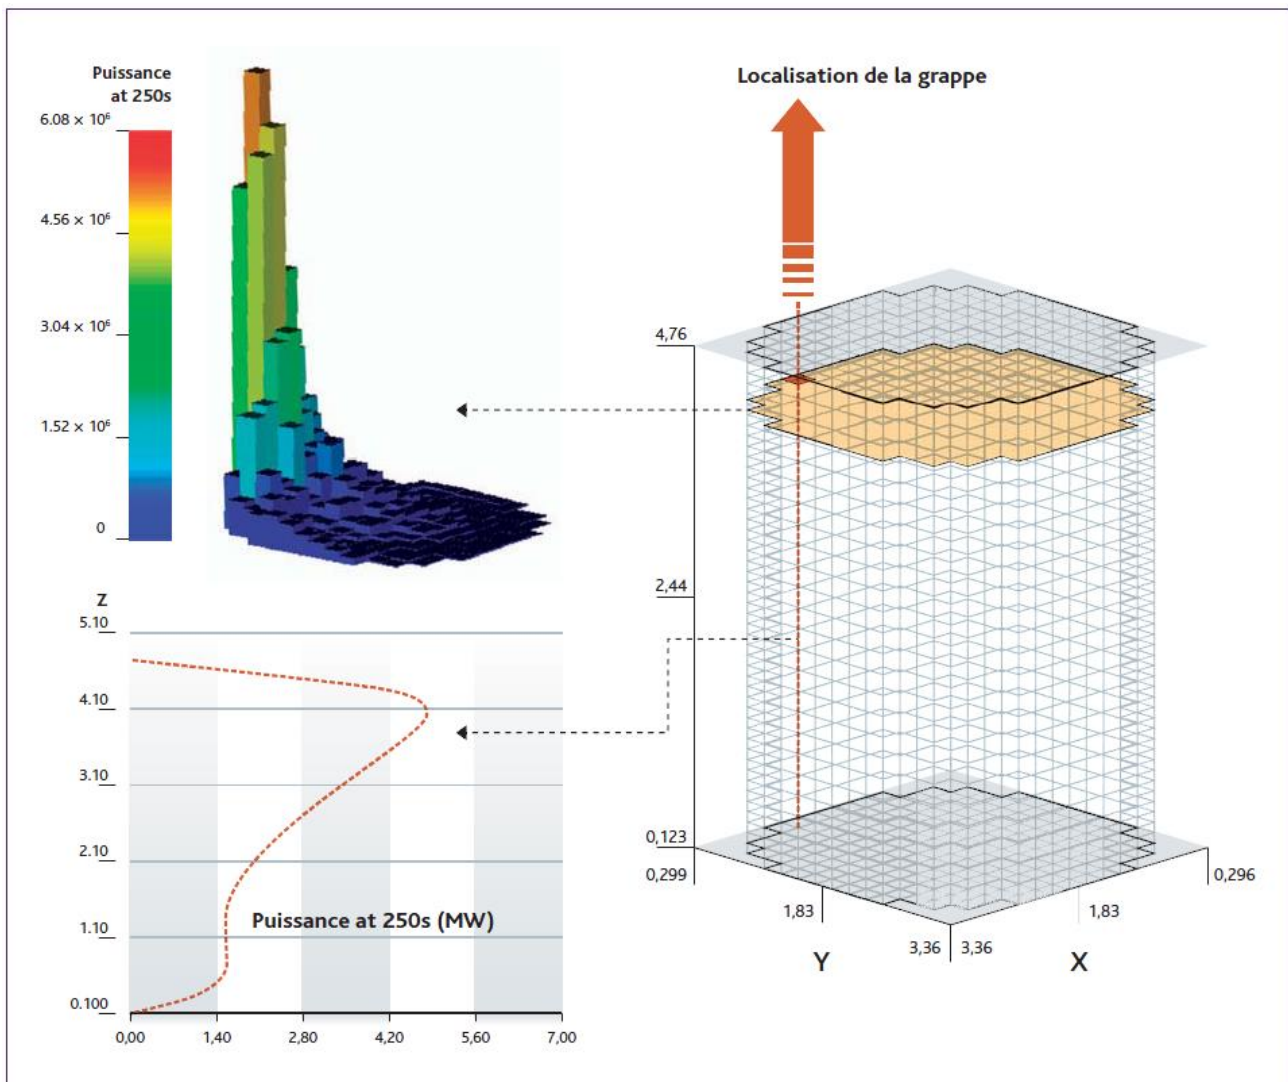 Puissance
at 250s
6.08 × 10⁶
4.56 × 10⁶
3.04 × 10⁶
1.52 × 10⁶
0
Localisation de la grappe
4,76
2,44
0,123
0,299
1,83
3,36
Y
3,36
1,83
0,296
X
Z
5.10
4.10
3.10
2.10
1.10
0.100
Puissance at 250s (MW)
0,00 1,40 2,80 4,20 5,60 7,00